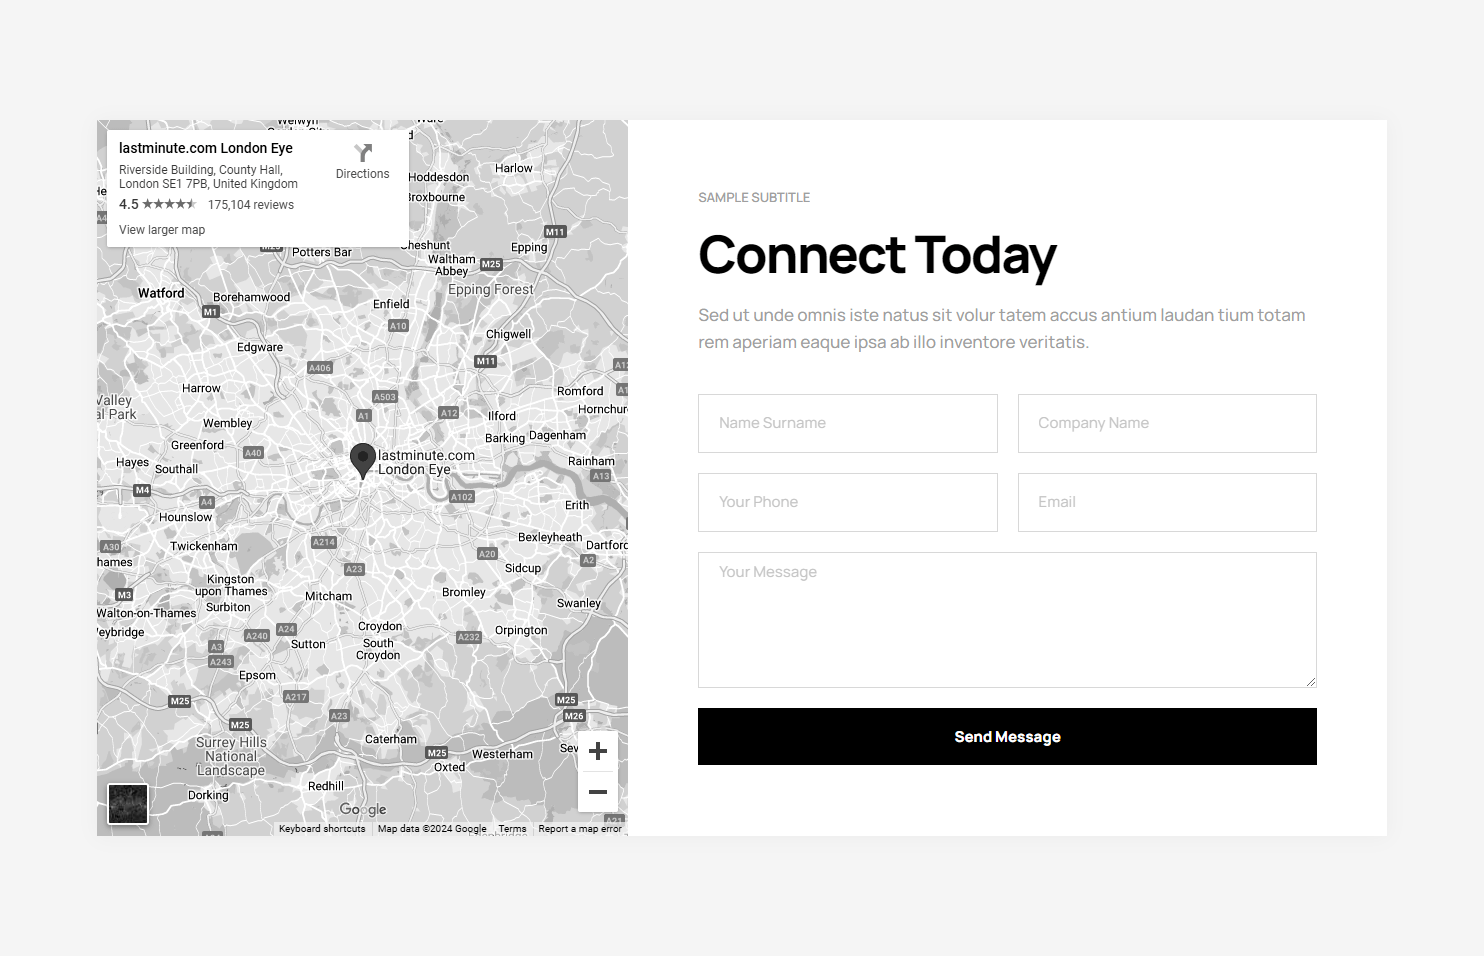 Welwyn
Ware
lastminute.com London Eye
Riverside Building, County Hall,
London SE1 7PB, United Kingdom
4.5 175,104 reviews
View larger map
Directions
Harlow
Hoddesdon
Broxbourne
Cheshunt
M11
Epping
Potters Bar
Waltham
Abbey
M25
Epping Forest
Watford
Borehamwood
M1
Enfield
A10
Chigwell
Edgware
M11
A406
Harrow
A503
Romford
Valley
al Park
A1
A12
Ilford
Hornchur
Wembley
Greenford
Barking
Dagenham
A40
lastminute.com
London Eye
Hayes
Southall
Rainham
A13
M4
A4
A102
Erith
Hounslow
Twickenham
A30
hames
A214
Bexleyheath
Dartford
A20
A2
A23
Sidcup
Kingston
upon Thames
M3
Surbiton
Mitcham
Bromley
Swanley
Walton-on-Thames
eybridge
Croydon
A24
A240
A232
Orpington
A3
A243
Sutton
South
Croydon
Epsom
A217
M25
A23
M25
M26
M25
Surrey Hills
National
Landscape
Caterham
M25
Westerham
Sev
Oxted
Redhill
Dorking
Google
A21
Keyboard shortcuts
Map data ©2024 Google
Terms
Report a map error
SAMPLE SUBTITLE
Connect Today
Sed ut unde omnis iste natus sit volur tatem accus antium laudan tium totam
rem aperiam eaque ipsa ab illo inventore veritatis.
Name Surname
Company Name
Your Phone
Email
Your Message
Send Message